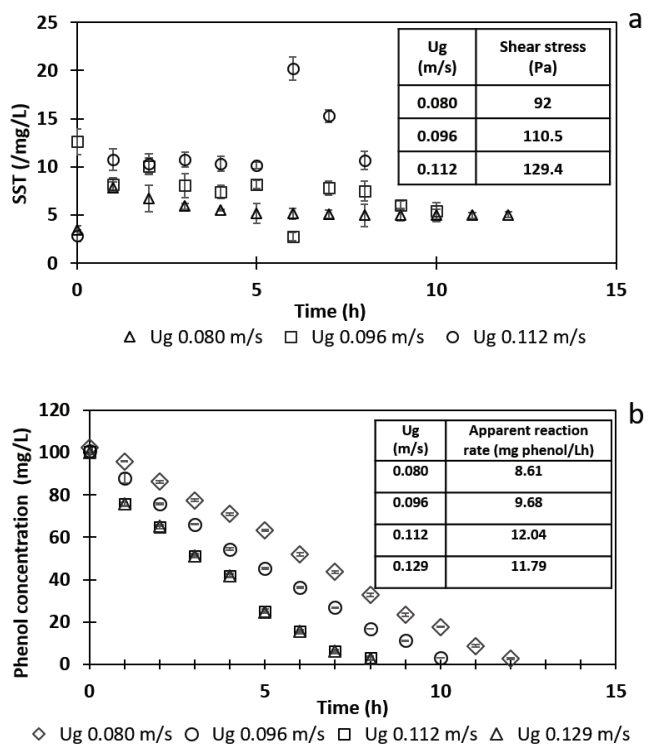 a
25
20
15
10
5
0
SST (/mg/L)
Ug
(m/s)
Shear stress
(Pa)
0.080 92
0.096 110.5
0.112 129.4
0 5 10 15
Time (h)
Ug 0.080 m/s Ug 0.096 m/s Ug 0.112 m/s
b
120
100
80
60
40
20
0
Phenol concentration (mg/L)
Ug
(m/s)
Apparent reaction
rate (mg phenol/Lh)
0.080 8.61
0.096 9.68
0.112 12.04
0.129 11.79
0 5 10 15
Time (h)
Ug 0.080 m/s Ug 0.096 m/s Ug 0.112 m/s Ug 0.129 m/s